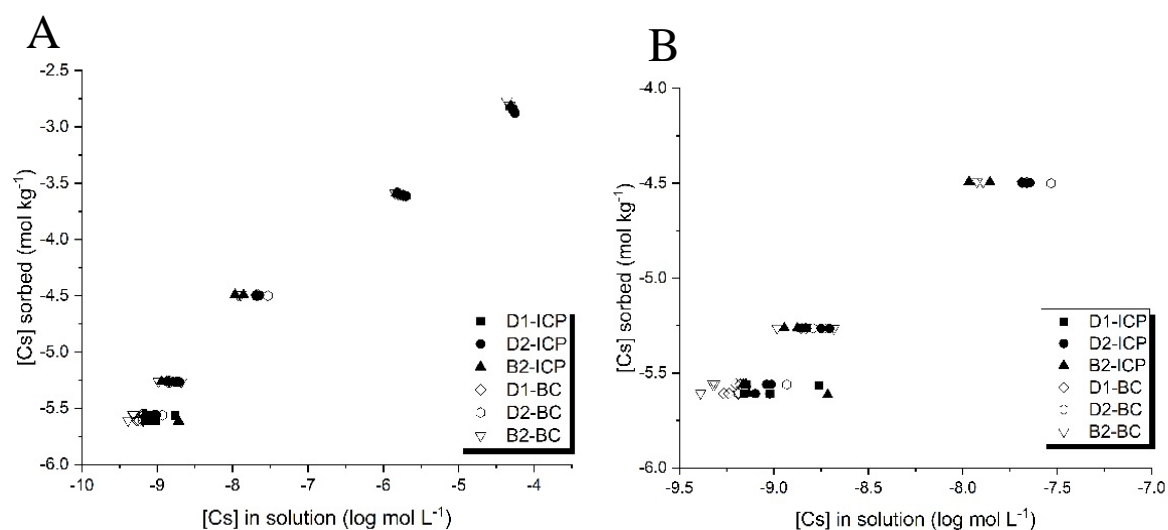 A
-2.5
-3.0
-3.5
-4.0
-4.5
-5.0
-5.5
-6.0
[Cs] sorbed (mol kg⁻¹)
D1-ICP
D2-ICP
B2-ICP
D1-BC
D2-BC
B2-BC
-10 -9 -8 -7 -6 -5 -4
[Cs] in solution (log mol L⁻¹)
B
-4.0
-4.5
-5.0
-5.5
-6.0
[Cs] sorbed (mol kg⁻¹)
D1-ICP
D2-ICP
B2-ICP
D1-BC
D2-BC
B2-BC
-9.5 -9.0 -8.5 -8.0 -7.5 -7.0
[Cs] in solution (log mol L⁻¹)